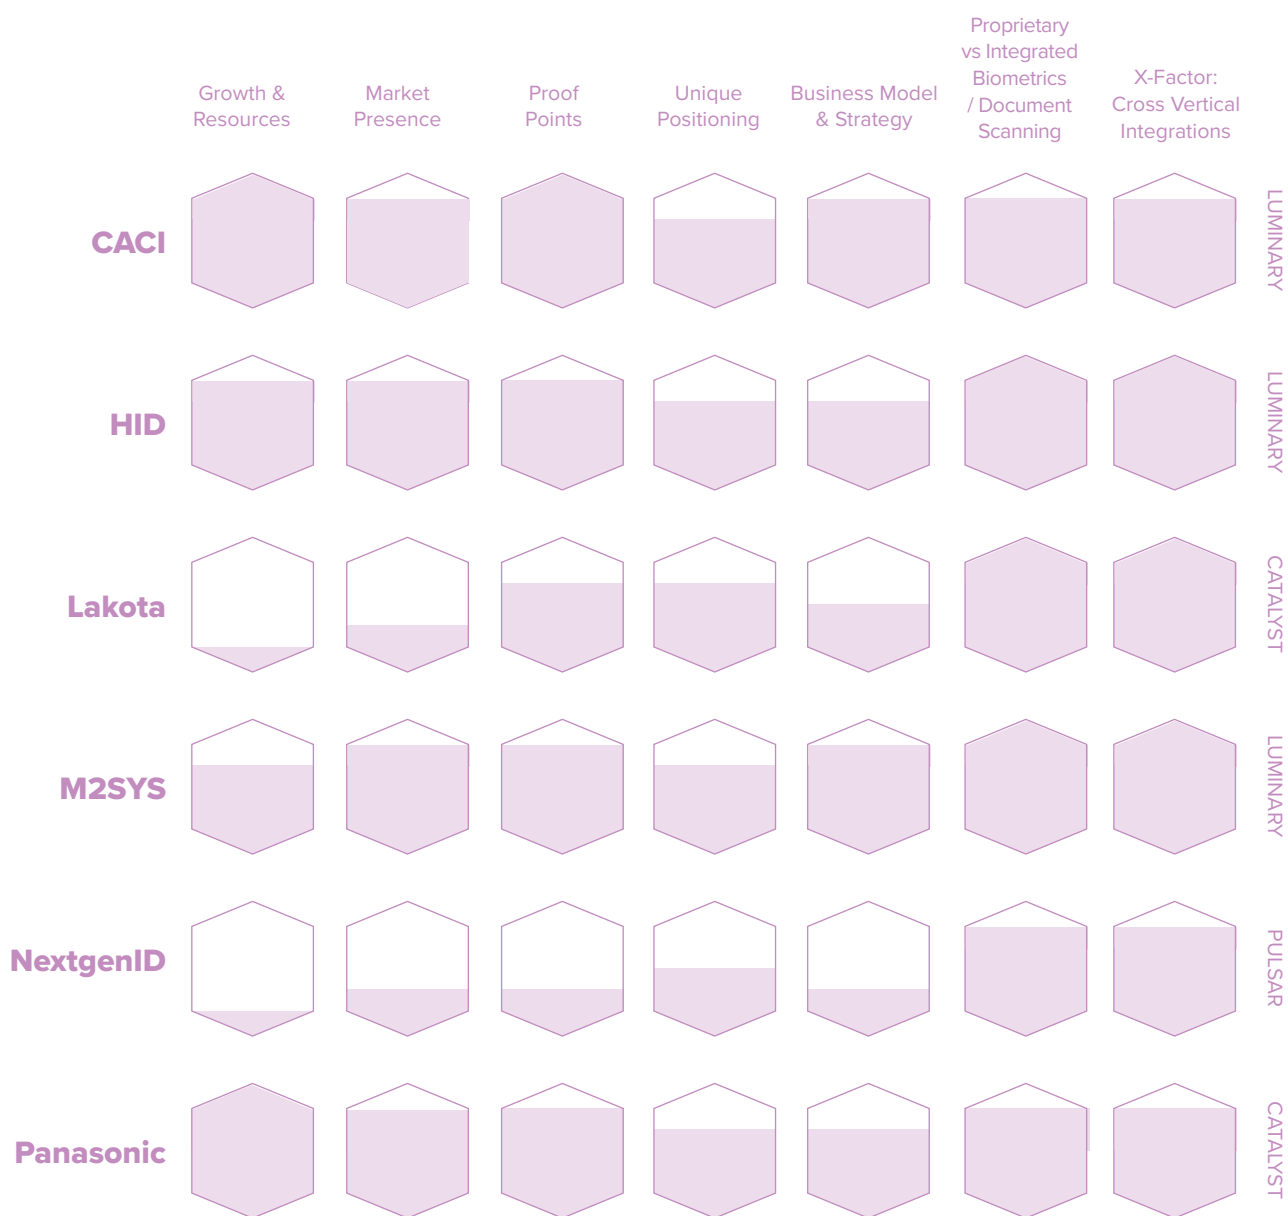 Growth &
Resources
Market
Presence
Proof
Points
Unique
Positioning
Business Model
& Strategy
Proprietary
vs Integrated
Biometrics
/ Document
Scanning
X-Factor:
Cross Vertical
Integrations
CACI
LUMINARY
HID
LUMINARY
Lakota
CATALYST
M2SYS
LUMINARY
NextgenID
PULSAR
Panasonic
CATALYST